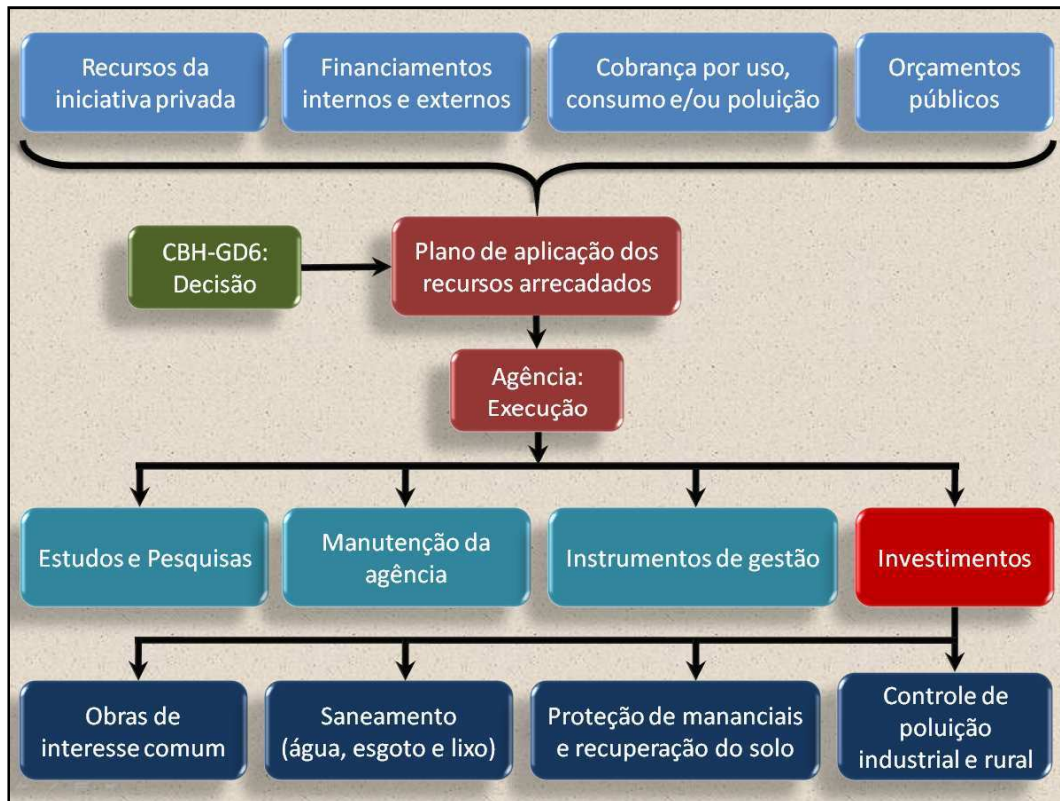 Recursos da
iniciativa privada
Financiamentos
internos e externos
Cobrança por uso,
consumo e/ou poluição
Orçamentos
públicos
CBH-GD6:
Decisão
Plano de aplicação dos
recursos arrecadados
Agência:
Execução
Estudos e Pesquisas
Manutenção da
agência
Instrumentos de gestão
Investimentos
Obras de
interesse comum
Saneamento
(água, esgoto e lixo)
Proteção de mananciais
e recuperação do solo
Controle de
poluição
industrial e rural